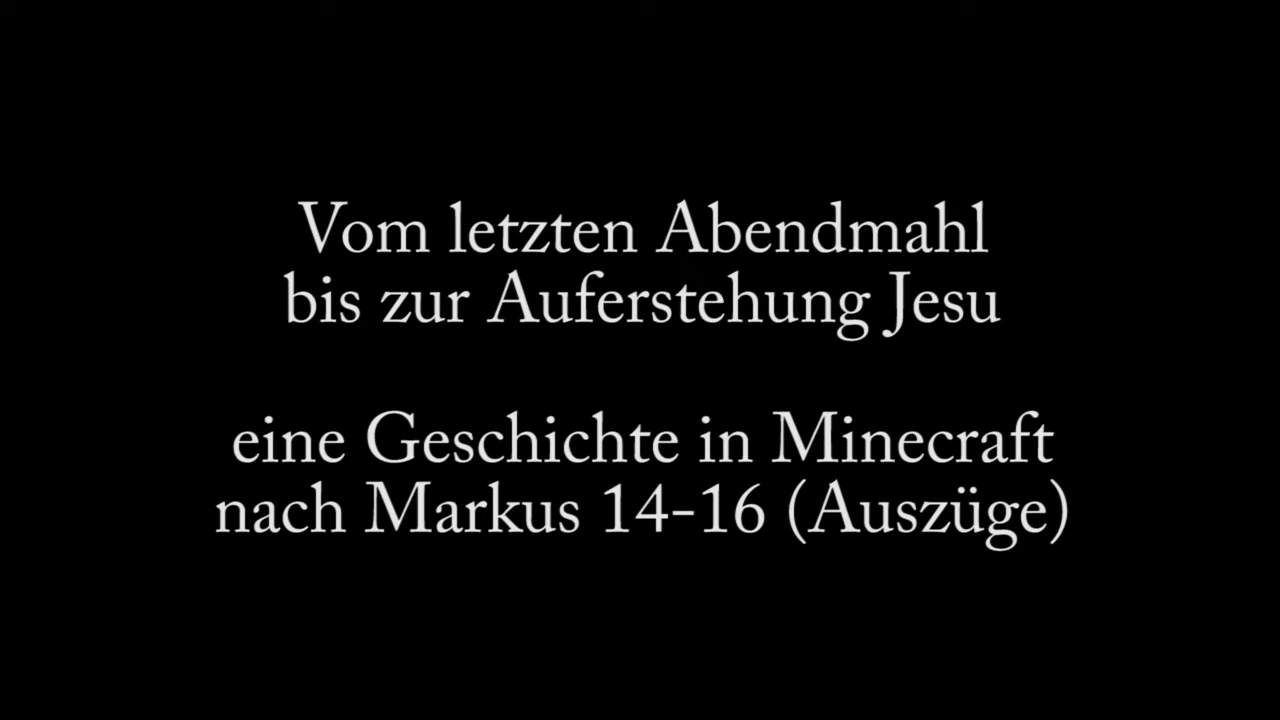 Vom letzten Abendmahl
bis zur Auferstehung Jesu
eine Geschichte in Minecraft
nach Markus 14-16 (Auszüge)